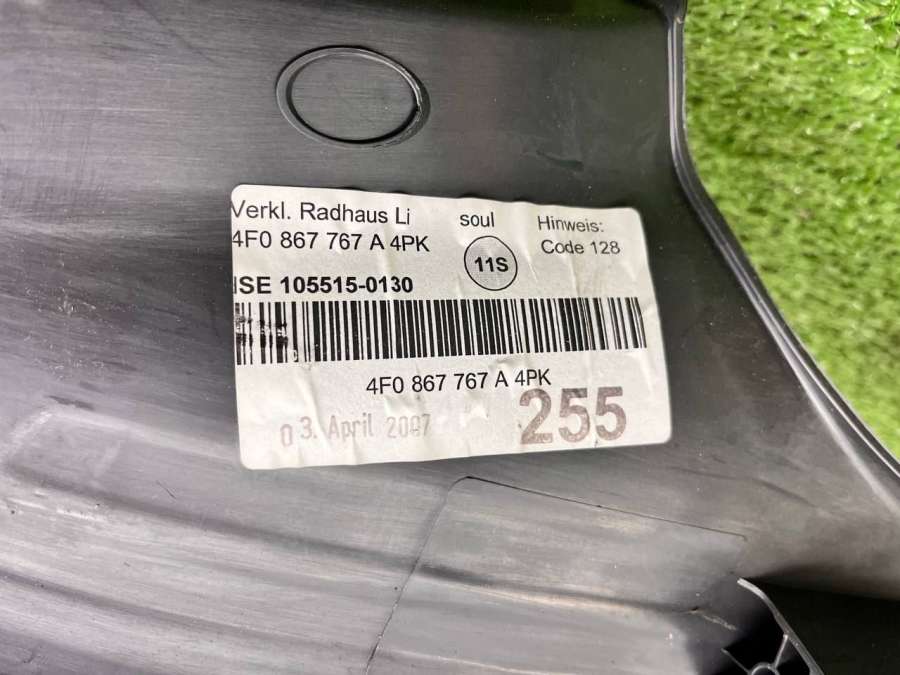 Verkl. Radhaus Li
soul
Hinweis:
4F0 867 767 A 4PK
Code 128
11S
105515-0130
4F0 867 767 A 4PK
03. April 2007
255